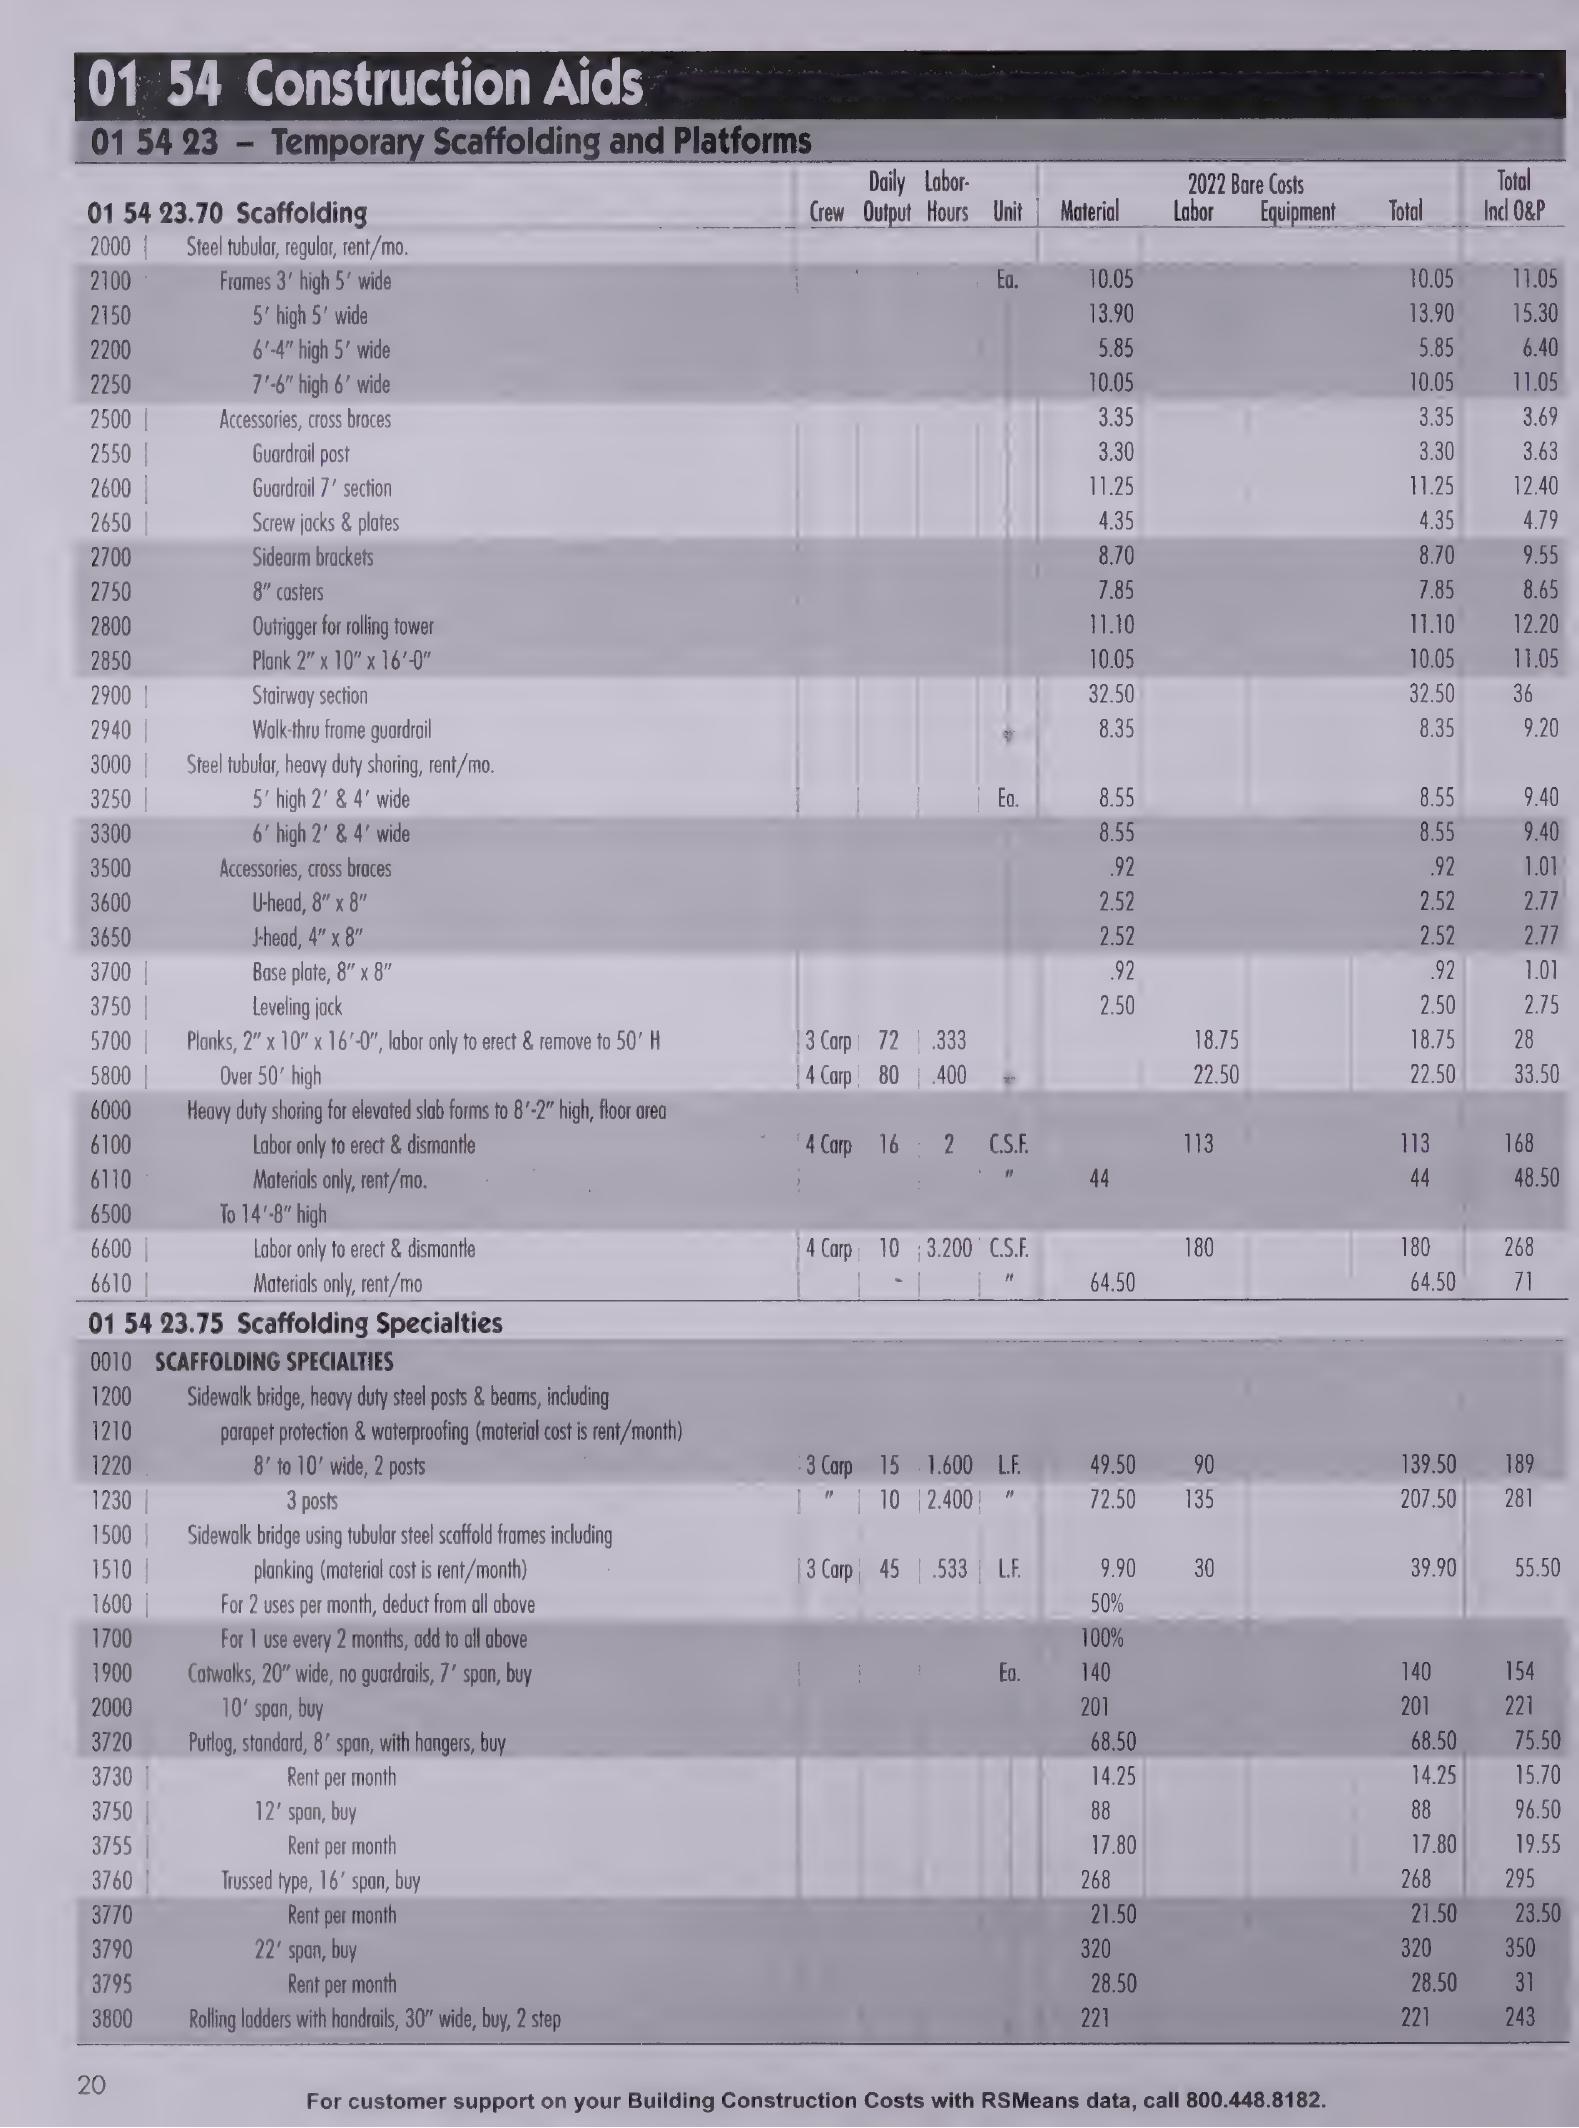 01 54 Construction Aids
01 54 23 – Temporary Scaffolding and Platforms
01 54 23.70 Scaffolding Crew Daily Output Labor-Hours Unit Material 2022 Bare Costs Labor Equipment Total Total Incl O&P
2000 Steel tubular, regular, rent/mo.
2100 Frames 3' high 5' wide Ea. 10.05 10.05 11.05
2150 5' high 5' wide 13.90 13.90 15.30
2200 6'-4" high 5' wide 5.85 5.85 6.40
2250 7'-6" high 6' wide 10.05 10.05 11.05
2500 Accessories, cross braces 3.35 3.35 3.69
2550 Guardrail post 3.30 3.30 3.63
2600 Guardrail 7' section 11.25 11.25 12.40
2650 Screw jacks & plates 4.35 4.35 4.79
2700 Sidearm brackets 8.70 8.70 9.55
2750 8" casters 7.85 7.85 8.65
2800 Outrigger for rolling tower 11.10 11.10 12.20
2850 Plank 2" x 10" x 16'-0" 10.05 10.05 11.05
2900 Stairway section 32.50 32.50 36
2940 Walk-thru frame guardrail 8.35 8.35 9.20
3000 Steel tubular, heavy duty shoring, rent/mo.
3250 5' high 2' & 4' wide Ea. 8.55 8.55 9.40
3300 6' high 2' & 4' wide 8.55 8.55 9.40
3500 Accessories, cross braces .92 .92 1.01
3600 U-head, 8" x 8" 2.52 2.52 2.77
3650 J-head, 4" x 8" 2.52 2.52 2.77
3700 Base plate, 8" x 8" .92 .92 1.01
3750 Leveling jack 2.50 2.50 2.75
5700 Planks, 2" x 10" x 16'-0", labor only to erect & remove to 50' H 3 Carp 72 .333 18.75 18.75 28
5800 Over 50' high 4 Carp 80 .400 22.50 22.50 33.50
6000 Heavy duty shoring for elevated slab forms to 8'-2" high, floor area
6100 Labor only to erect & dismantle 4 Carp 16 2 C.S.F. 113 113 168
6110 Materials only, rent/mo. " 44 44 48.50
6500 To 14'-8" high
6600 Labor only to erect & dismantle 4 Carp 10 3.200 C.S.F. 180 180 268
6610 Materials only, rent/mo " 64.50 64.50 71
01 54 23.75 Scaffolding Specialties
0010 SCAFFOLDING SPECIALTIES
1200 Sidewalk bridge, heavy duty steel posts & beams, including
1210 parapet protection & waterproofing (material cost is rent/month)
1220 8' to 10' wide, 2 posts 3 Carp 15 1.600 L.F. 49.50 90 139.50 189
1230 3 posts " 10 2.400 " 72.50 135 207.50 281
1500 Sidewalk bridge using tubular steel scaffold frames including
1510 planking (material cost is rent/month) 3 Carp 45 .533 L.F. 9.90 30 39.90 55.50
1600 For 2 uses per month, deduct from all above 50%
1700 For 1 use every 2 months, add to all above 100%
1900 Catwalks, 20" wide, no guardrails, 7' span, buy Ea. 140 140 154
2000 10' span, buy 201 201 221
3720 Putlog, standard, 8' span, with hangers, buy 68.50 68.50 75.50
3730 Rent per month 14.25 14.25 15.70
3750 12' span, buy 88 88 96.50
3755 Rent per month 17.80 17.80 19.55
3760 Trussed type, 16' span, buy 268 268 295
3770 Rent per month 21.50 21.50 23.50
3790 22' span, buy 320 320 350
3795 Rent per month 28.50 28.50 31
3800 Rolling ladders with handrails, 30" wide, buy, 2 step 221 221 243
20
For customer support on your Building Construction Costs with RSMeans data, call 800.448.8182.